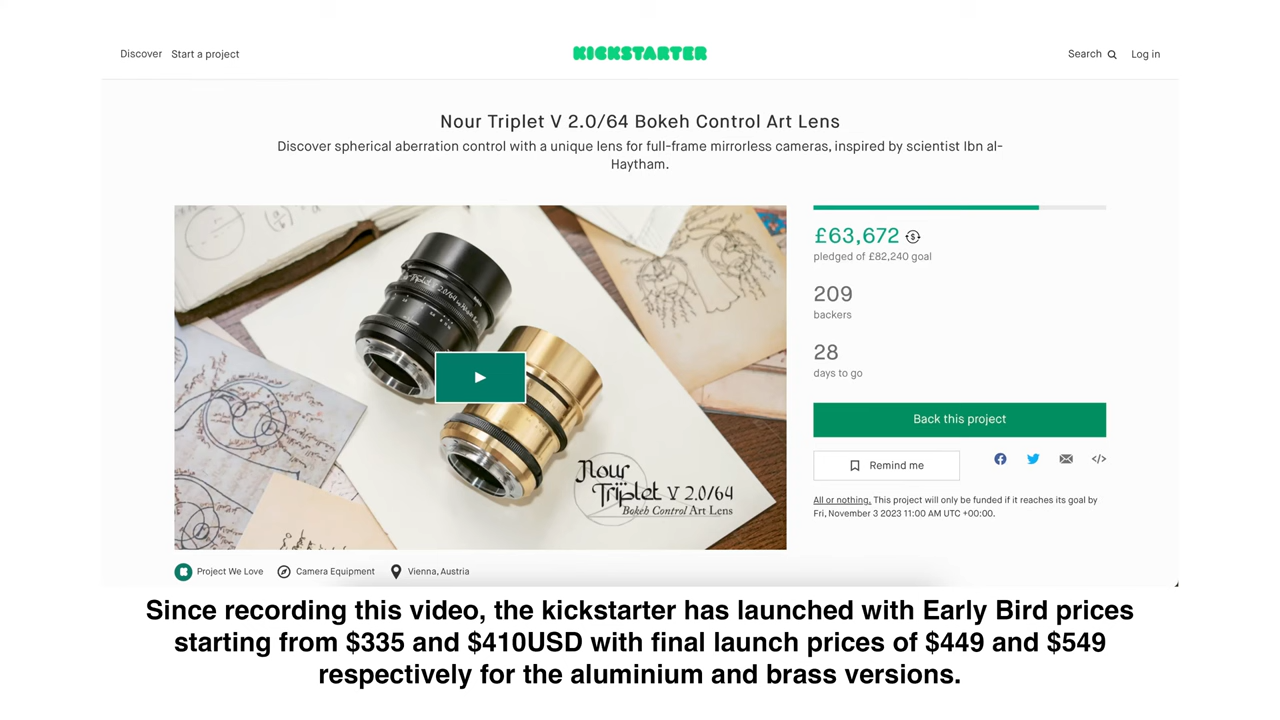 Discover Start a project KICKSTARTER Search Log in
Nour Triplet V 2.0/64 Bokeh Control Art Lens
Discover spherical aberration control with a unique lens for full-frame mirrorless cameras, inspired by scientist Ibn al-
Haytham.
£63,672
pledged of £82,240 goal
209
backers
28
days to go
Back this project
Remind me
All or nothing. This project will only be funded if it reaches its goal by
Fri, November 3 2023 11:00 AM UTC +00:00.
Nour Triplet V 2.0/64
Nour
Triplet V 2.0/64
Bokeh Control Art Lens
Project We Love Camera Equipment Vienna, Austria
Since recording this video, the kickstarter has launched with Early Bird prices
starting from $335 and $410USD with final launch prices of $449 and $549
respectively for the aluminium and brass versions.